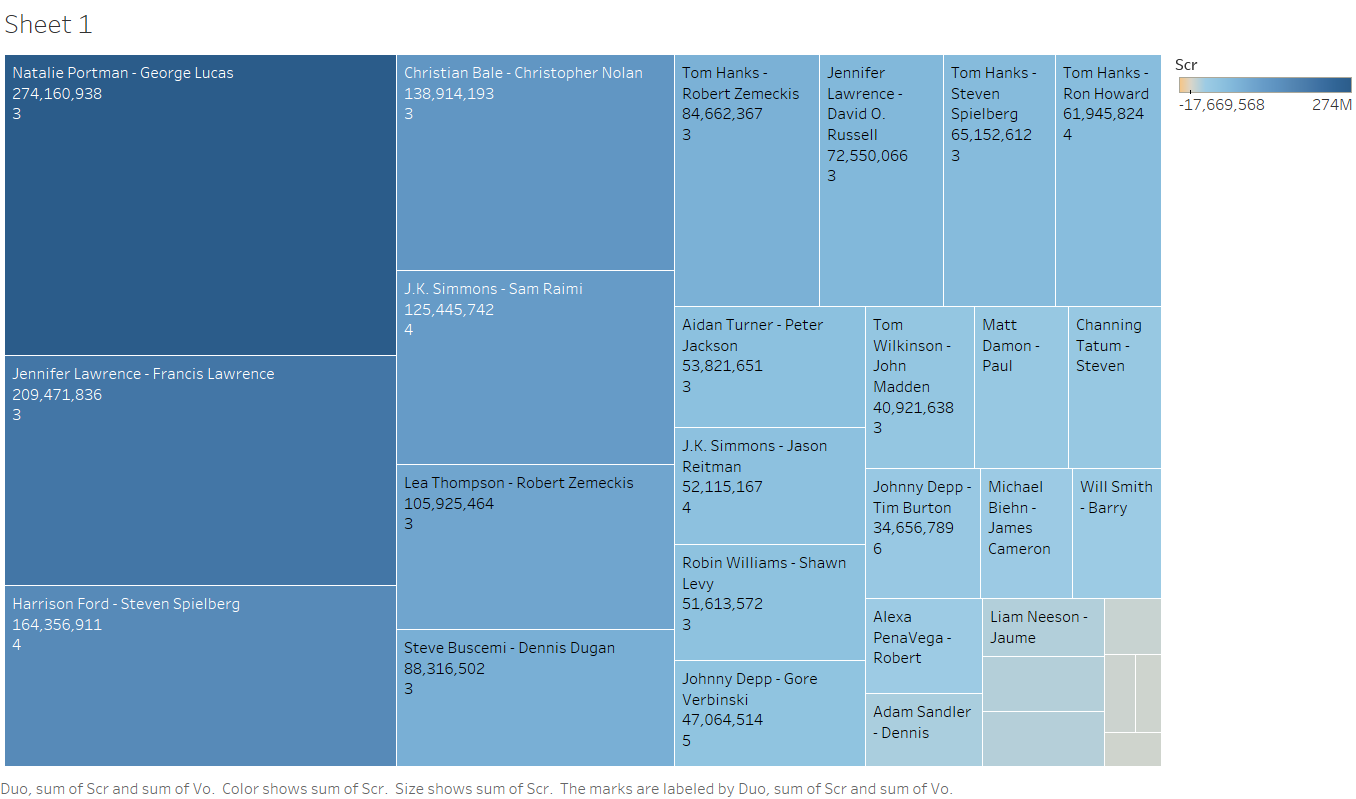 Sheet 1
Natalie Portman - George Lucas
274,160,938
3
Jennifer Lawrence - Francis Lawrence
209,471,836
3
Harrison Ford - Steven Spielberg
164,356,911
4
Christian Bale - Christopher Nolan
138,914,193
3
J.K. Simmons - Sam Raimi
125,445,742
4
Lea Thompson - Robert Zemeckis
105,925,464
3
Steve Buscemi - Dennis Dugan
88,316,502
3
Tom Hanks -
Robert Zemeckis
84,662,367
3
Jennifer
Lawrence -
David O.
Russell
72,550,066
3
Tom Hanks -
Steven
Spielberg
65,152,612
3
Tom Hanks -
Ron Howard
61,945,824
4
Aidan Turner - Peter
Jackson
53,821,651
3
J.K. Simmons - Jason
Reitman
52,115,167
4
Robin Williams - Shawn
Levy
51,613,572
3
Johnny Depp - Gore
Verbinski
47,064,514
5
Tom
Wilkinson -
John
Madden
40,921,638
3
Matt
Damon -
Paul
Channing
Tatum -
Steven
Johnny Depp -
Tim Burton
34,656,789
6
Michael
Biehn -
James
Cameron
Will Smith
- Barry
Alexa
PenaVega -
Robert
Adam Sandler
- Dennis
Liam Neeson -
Jaume
Scr
-17,669,568 274M
Duo, sum of Scr and sum of Vo.  Color shows sum of Scr.  Size shows sum of Scr.  The marks are labeled by Duo, sum of Scr and sum of Vo.